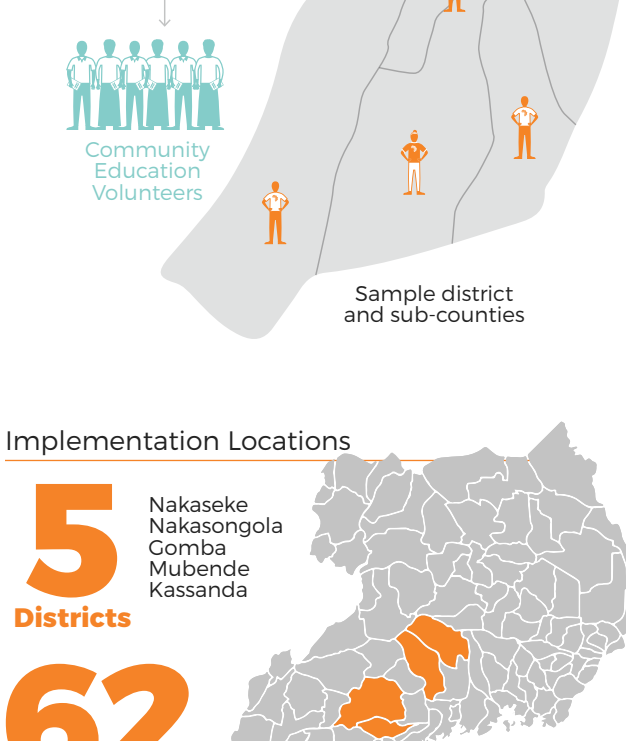 Community
Education
Volunteers
Sample district
and sub-counties
Implementation Locations
5
Districts
Nakaseke
Nakasongola
Gomba
Mubende
Kassanda
62